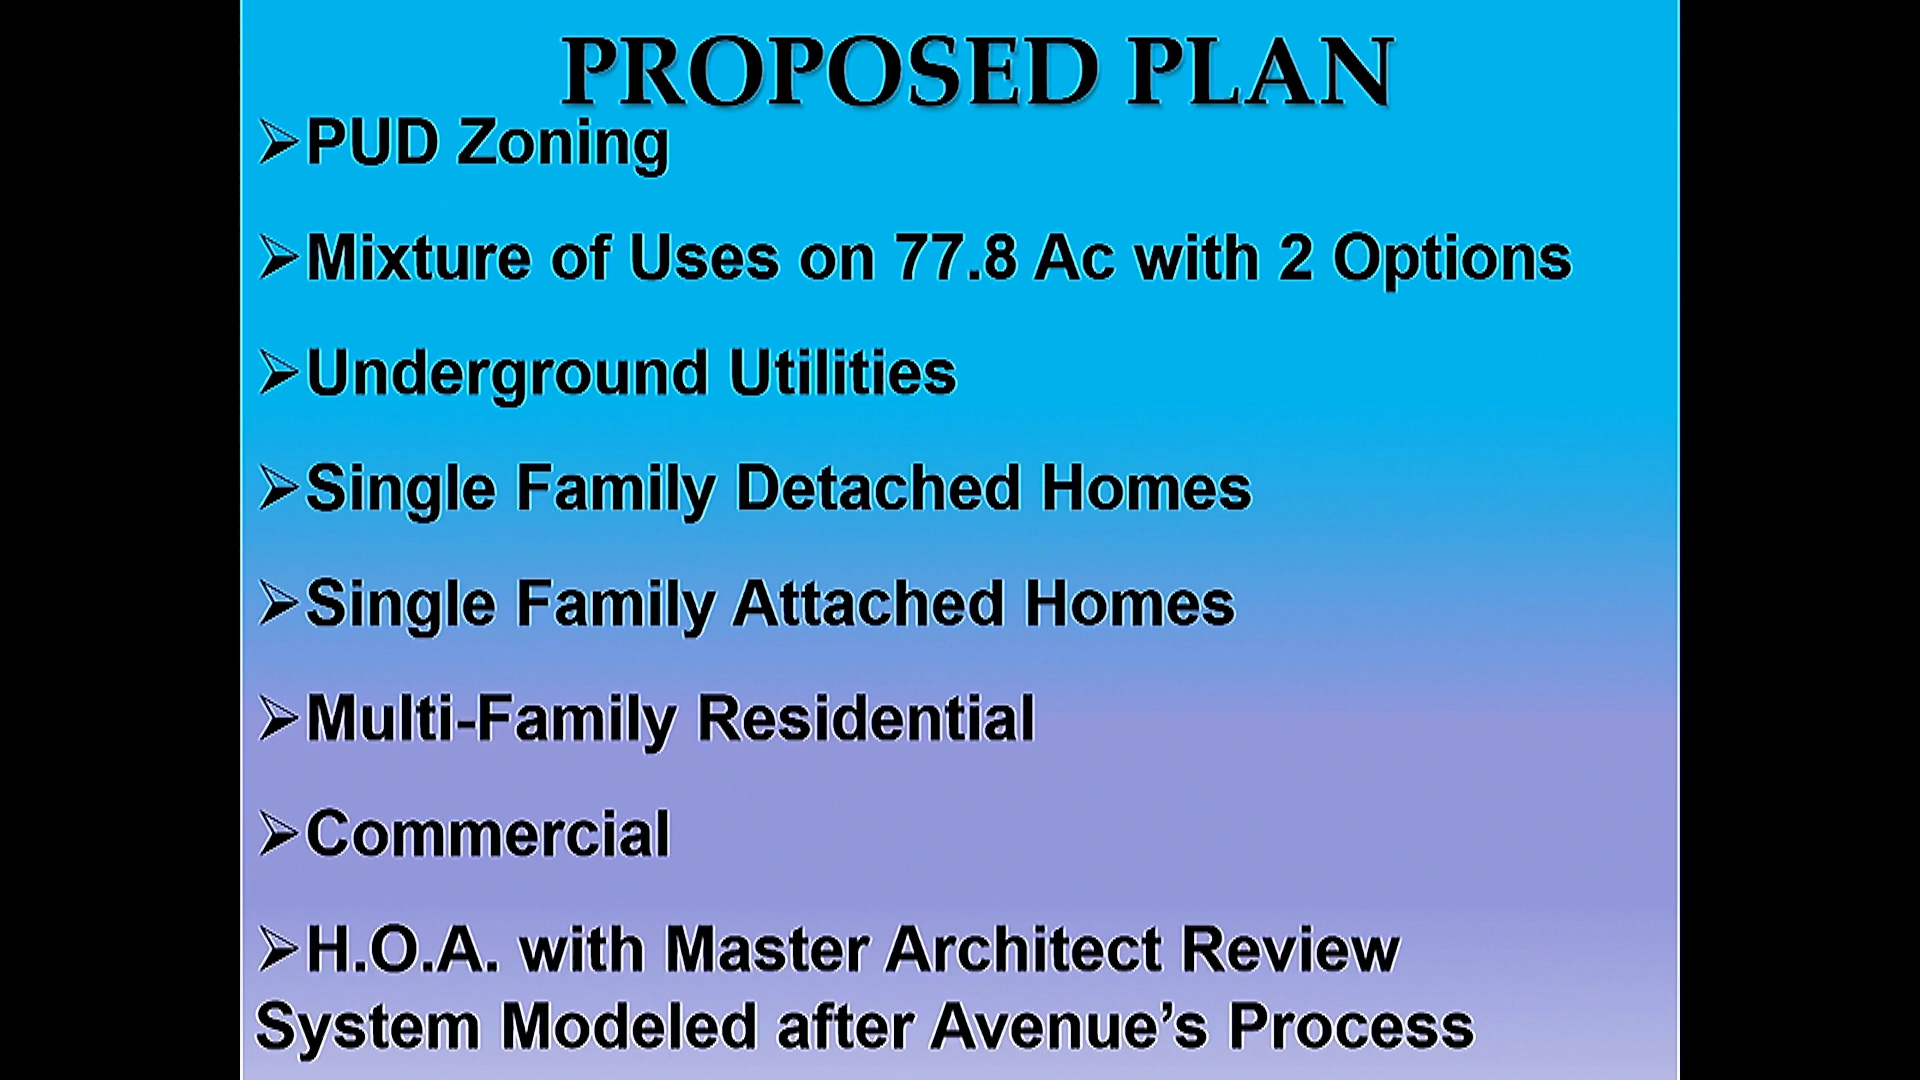 PROPOSED PLAN
➢PUD Zoning
➢Mixture of Uses on 77.8 Ac with 2 Options
➢Underground Utilities
➢Single Family Detached Homes
➢Single Family Attached Homes
➢Multi-Family Residential
➢Commercial
➢H.O.A. with Master Architect Review
System Modeled after Avenue’s Process